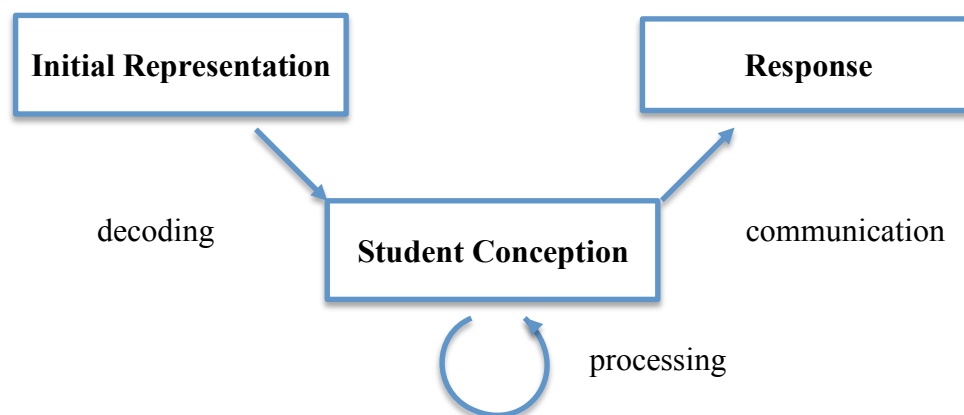 Initial Representation
Response
decoding
communication
Student Conception
processing